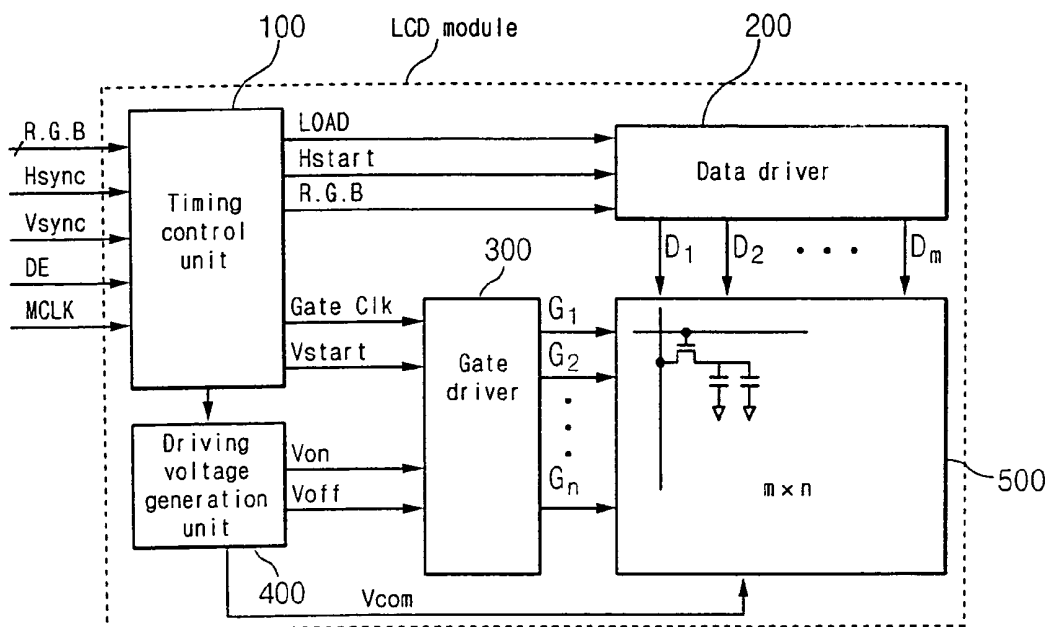 100
LCD module
200
R.G.B
Hsync
Vsync
DE
MCLK
Timing
control
unit
LOAD
Hstart
R.G.B
Data driver
D1
D2
. . .
Dm
300
Gate Clk
Vstart
Gate
driver
G1
G2
Gn
Driving
voltage
generation
unit
Von
Voff
m×n
500
400
Vcom